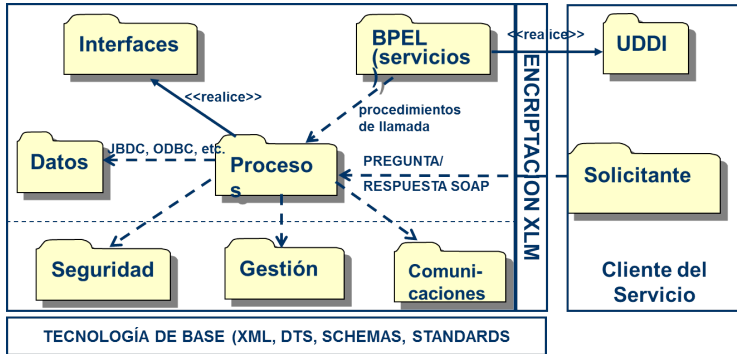 Interfaces
BPEL
(servicios
)
<<realice>>
UDDI
<<realice>>
procedimientos
de llamada
JBDC, ODBC, etc.
Datos
Proceso
s
PREGUNTA/
RESPUESTA SOAP
Solicitante
ENCRIPTACION XLM
Seguridad
Gestión
Comuni-
caciones
Cliente del
Servicio
TECNOLOGÍA DE BASE (XML, DTS, SCHEMAS, STANDARDS